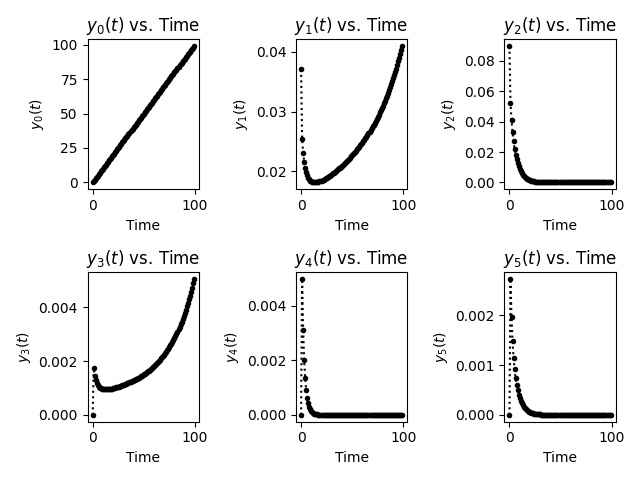 y₀(t) vs. Time
y₁(t) vs. Time
y₂(t) vs. Time
100
75
50
25
0
y₀(t)
0
100
Time
0.04
0.03
0.02
y₁(t)
0
100
Time
0.08
0.06
0.04
0.02
0.00
y₂(t)
0
100
Time
y₃(t) vs. Time
y₄(t) vs. Time
y₅(t) vs. Time
0.004
0.002
0.000
y₃(t)
0
100
Time
0.004
0.002
0.000
y₄(t)
0
100
Time
0.002
0.001
0.000
y₅(t)
0
100
Time